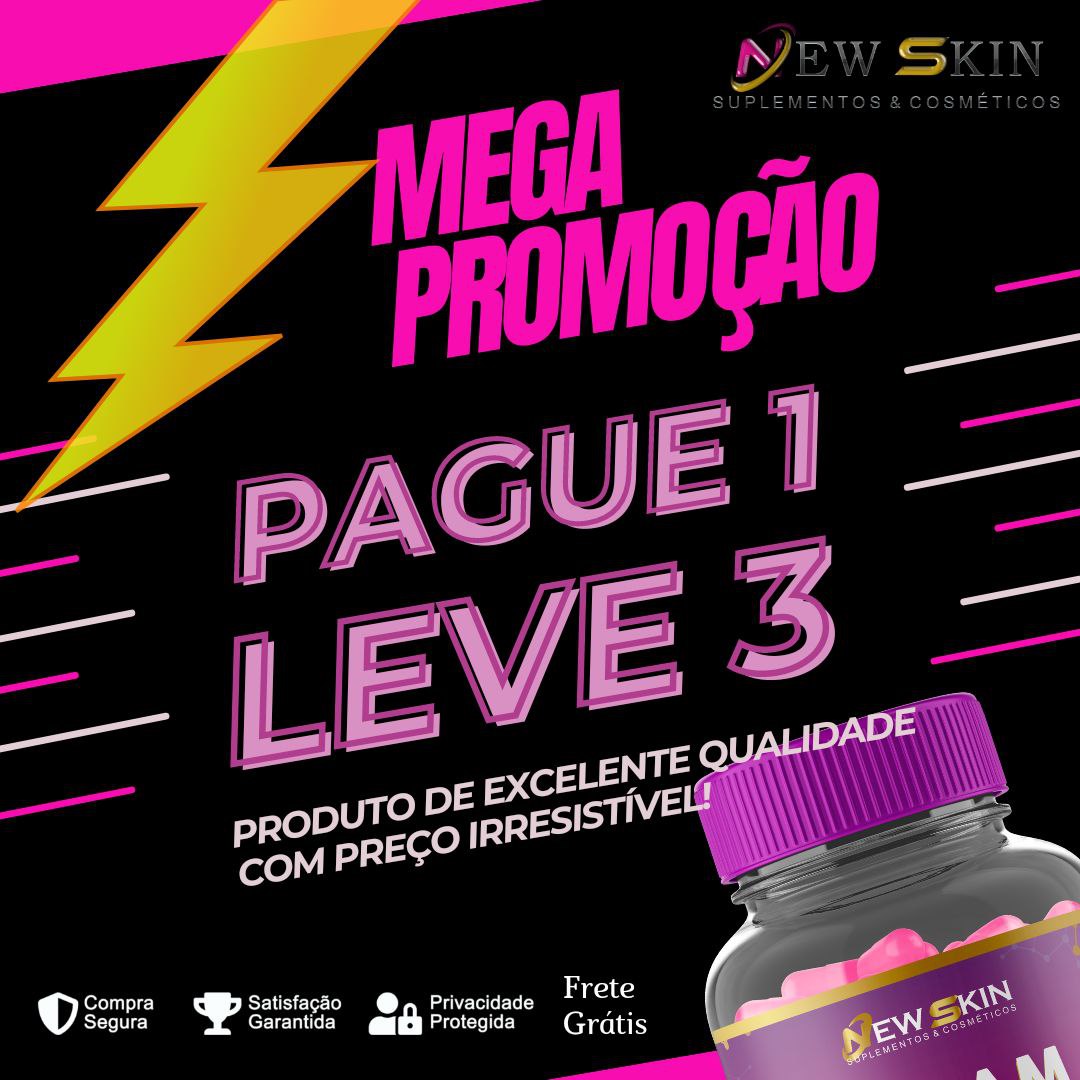 NEW SKIN
SUPLEMENTOS & COSMÉTICOS
MEGA
PROMOÇÃO
PAGUE 1
LEVE 3
PRODUTO DE EXCELENTE QUALIDADE
COM PREÇO IRRESISTÍVEL!
Compra
Segura
Satisfação
Garantida
Privacidade
Protegida
Frete
Grátis
NEW SKIN
SUPLEMENTOS & COSMÉTICOS